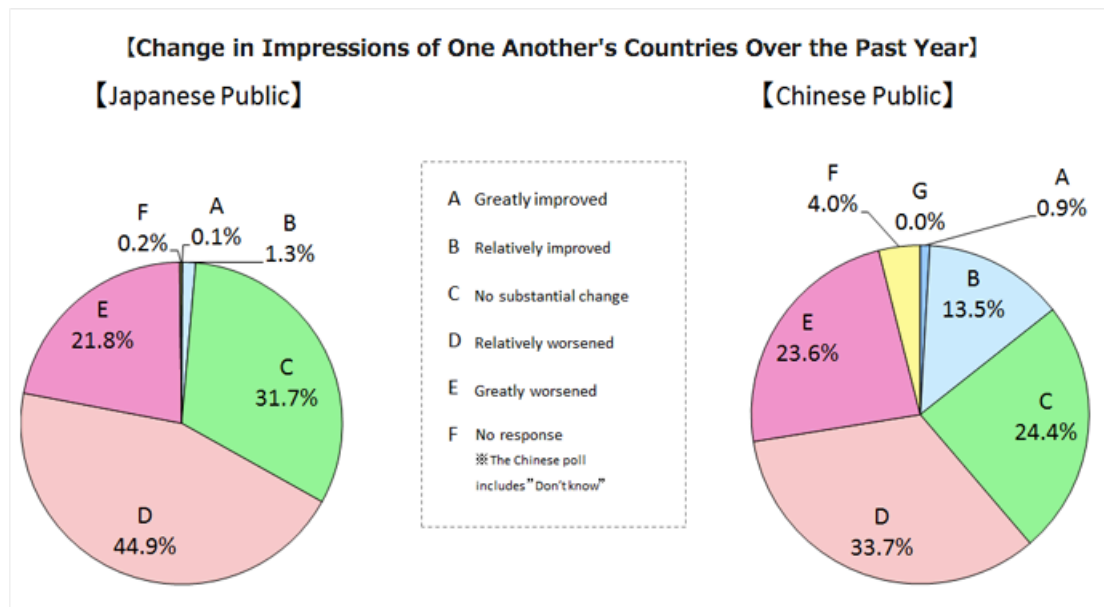 【Change in Impressions of One Another's Countries Over the Past Year】
【Japanese Public】
【Chinese Public】
F
0.2%
A
0.1%
B
1.3%
C
31.7%
D
44.9%
E
21.8%
A Greatly improved
B Relatively improved
C No substantial change
D Relatively worsened
E Greatly worsened
F No response
※The Chinese poll
includes"Don't know"
F
4.0%
G
0.0%
A
0.9%
B
13.5%
C
24.4%
D
33.7%
E
23.6%